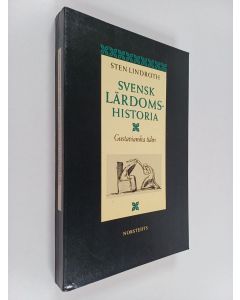 STEN LINDROTH
SVENSK
LÄRDOMS-
HISTORIA
Gustavianska tiden
NORSTEDTS